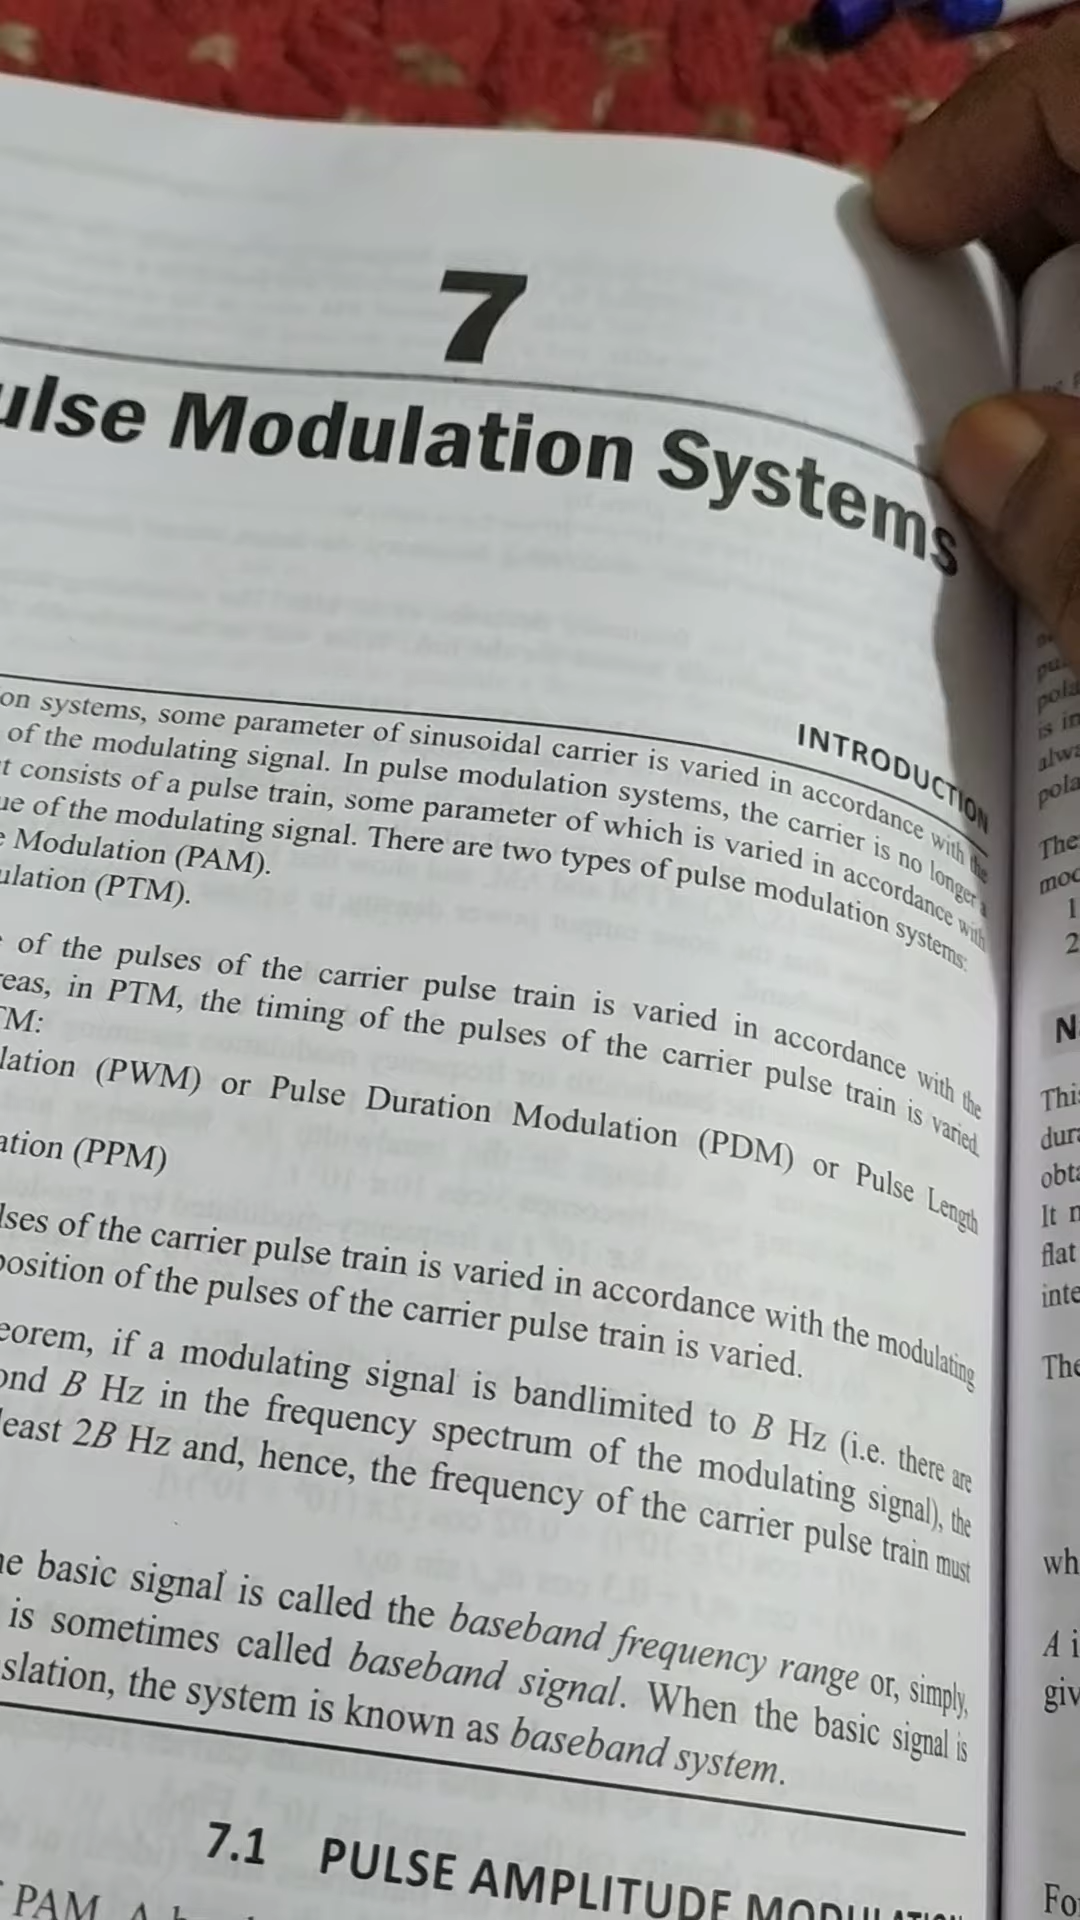 7
ulse Modulation Systems
INTRODUCTION
on systems, some parameter of sinusoidal carrier is varied in accordance with the
of the modulating signal. In pulse modulation systems, the carrier is no longer a
t consists of a pulse train, some parameter of which is varied in accordance with
ue of the modulating signal. There are two types of pulse modulation systems:
e Modulation (PAM).
ulation (PTM).
of the pulses of the carrier pulse train is varied in accordance with the
reas, in PTM, the timing of the pulses of the carrier pulse train is varied.
TM:
lation (PWM) or Pulse Duration Modulation (PDM) or Pulse Length
ation (PPM)
lses of the carrier pulse train is varied in accordance with the modulating
position of the pulses of the carrier pulse train is varied.
eorem, if a modulating signal is bandlimited to B Hz (i.e. there are
ond B Hz in the frequency spectrum of the modulating signal), the
least 2B Hz and, hence, the frequency of the carrier pulse train must
he basic signal is called the baseband frequency range or, simply,
is sometimes called baseband signal. When the basic signal is
slation, the system is known as baseband system.
7.1 PULSE AMPLITUDE MODULATION
PAM. A
pola
is in
alwa
pola
The
mod
1
2
N
This
dura
obta
It n
flat
inte
The
wh
A i
giv
For